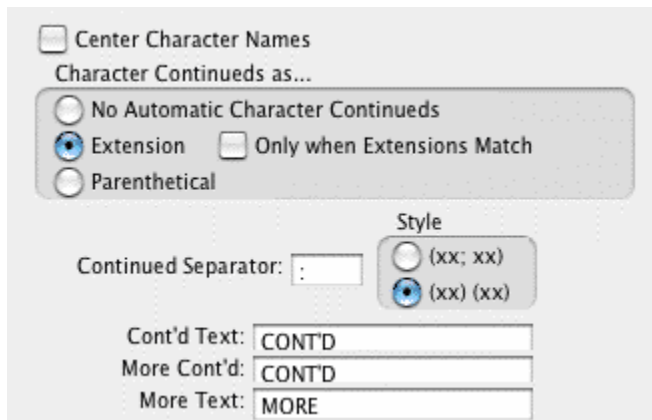 Center Character Names
Character Continueds as...
No Automatic Character Continueds
Extension Only when Extensions Match
Parenthetical
Style
Continued Separator: : (xx; xx)
(xx) (xx)
Cont'd Text: CONT'D
More Cont'd: CONT'D
More Text: MORE